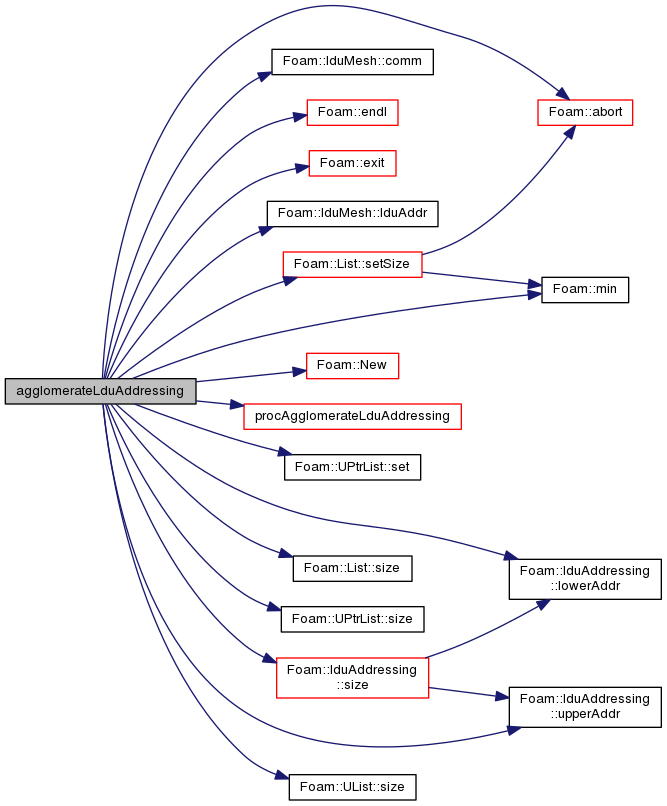 Foam::lduMesh::comm
Foam::endl
Foam::abort
Foam::exit
Foam::lduMesh::lduAddr
Foam::List::setSize
Foam::min
Foam::New
agglomerateLduAddressing
procAgglomerateLduAddressing
Foam::UPtrList::set
Foam::List::size
Foam::lduAddressing
::lowerAddr
Foam::UPtrList::size
Foam::lduAddressing
::size
Foam::lduAddressing
::upperAddr
Foam::UList::size